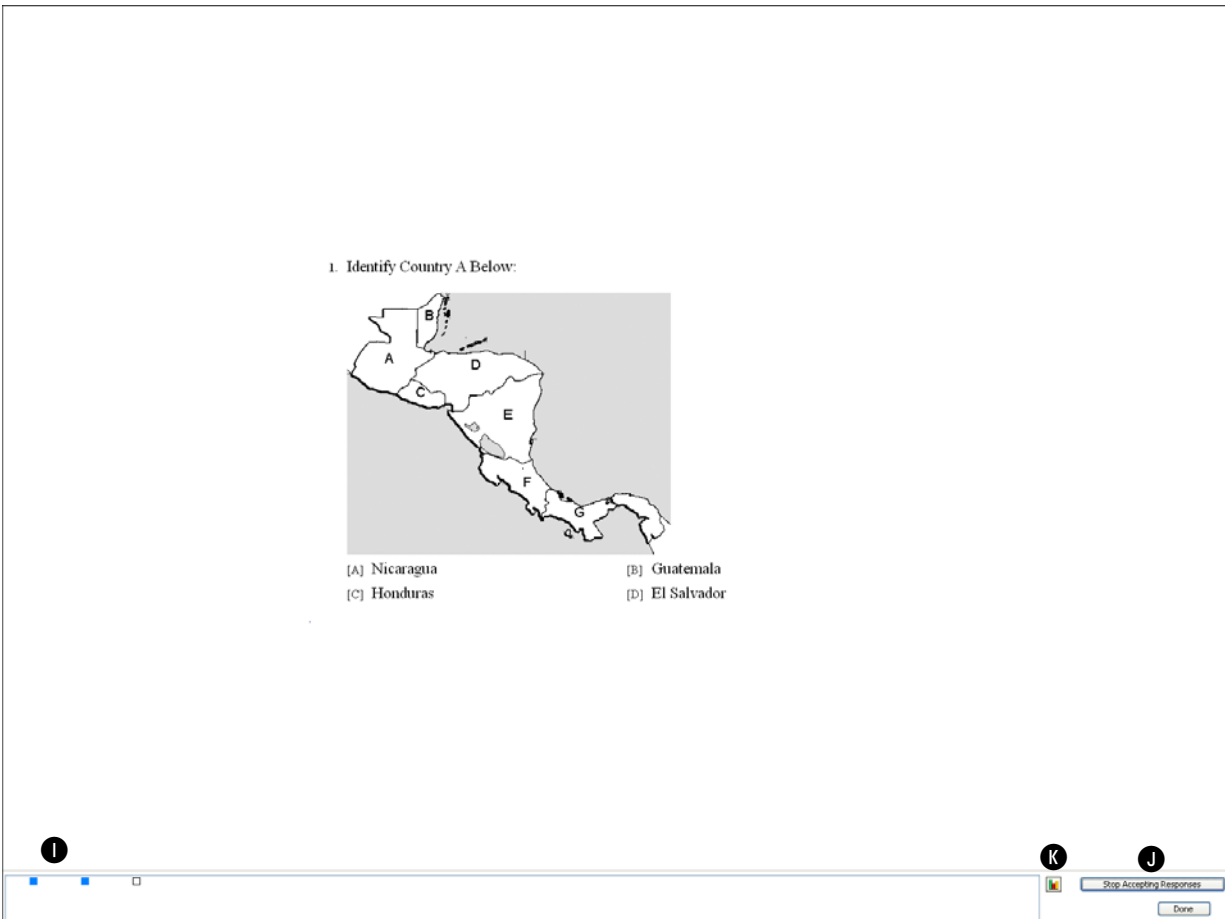 1. Identify Country A Below:
B
A
D
C
E
F
G
[A] Nicaragua [B] Guatemala
[C] Honduras [D] El Salvador
I
K
J
Stop Accepting Responses
Done